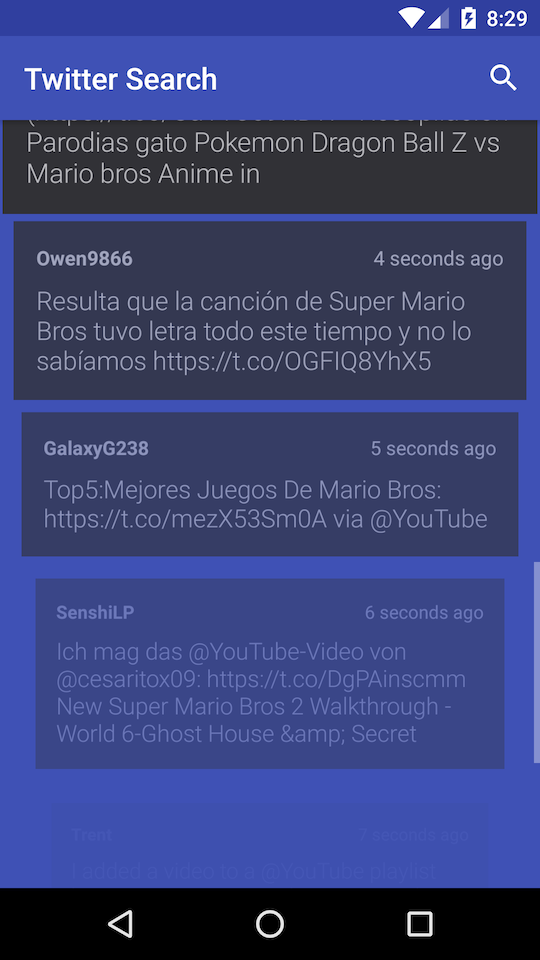 8:29
Twitter Search
Parodias gato Pokemon Dragon Ball Z vs
Mario bros Anime in
Owen9866
4 seconds ago
Resulta que la canción de Super Mario
Bros tuvo letra todo este tiempo y no lo
sabíamos https://t.co/OGFIQ8YhX5
GalaxyG238
5 seconds ago
Top5:Mejores Juegos De Mario Bros:
https://t.co/mezX53Sm0A via @YouTube
SenshiLP
6 seconds ago
Ich mag das @YouTube-Video von
@cesaritox09: https://t.co/DgPAinscmm
New Super Mario Bros 2 Walkthrough -
World 6-Ghost House &amp; Secret
Trent
7 seconds ago
I added a video to a @YouTube playlist